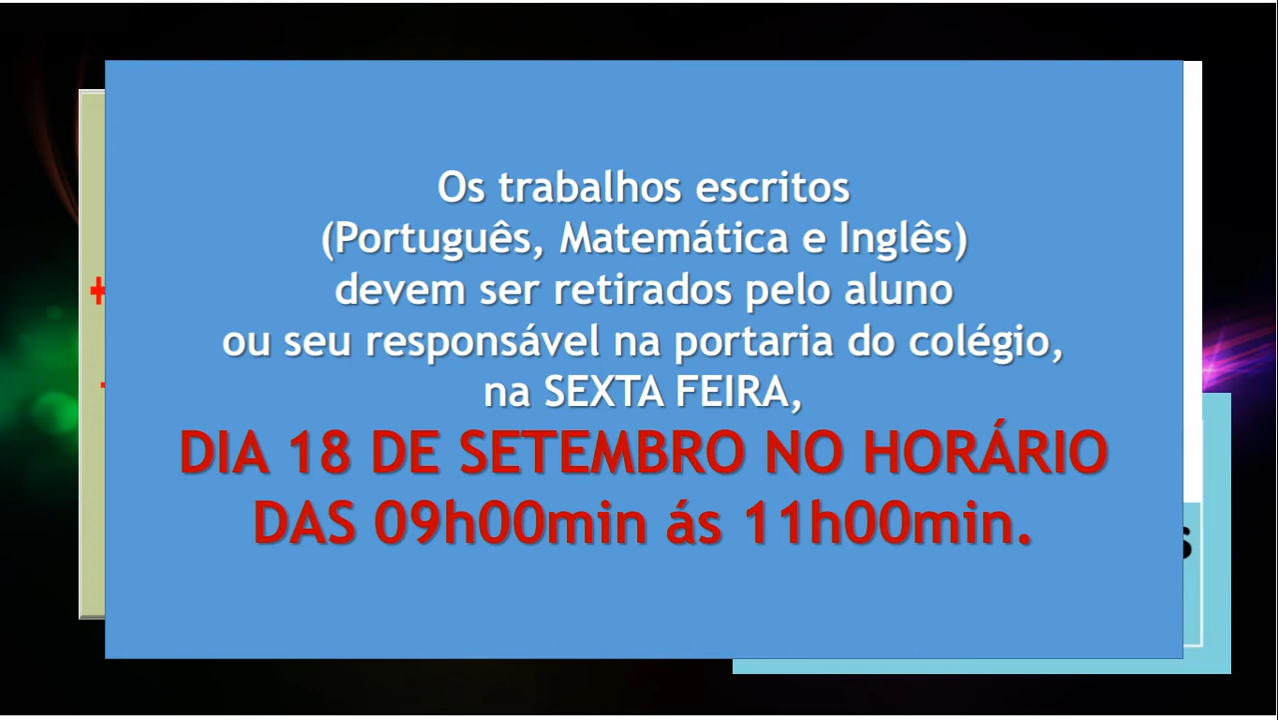 Os trabalhos escritos
(Português, Matemática e Inglês)
devem ser retirados pelo aluno
ou seu responsável na portaria do colégio,
na SEXTA FEIRA,
DIA 18 DE SETEMBRO NO HORÁRIO
DAS 09h00min ás 11h00min.